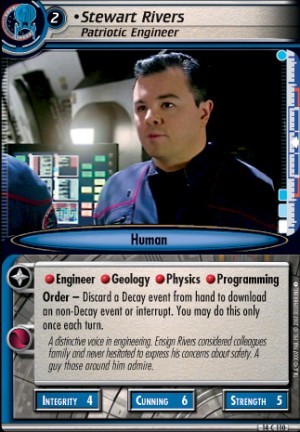 2
•Stewart Rivers
Patriotic Engineer
Human
Engineer Geology Physics Programming
Order – Discard a Decay event from hand to download
an non-Decay event or interrupt. You may do this only
once each turn.
A distinctive voice in engineering. Ensign Rivers considered colleagues
family and never hesitated to express his concerns about safety. A
guy those around him admire.
Integrity 4 Cunning 6 Strength 5
14 C 110